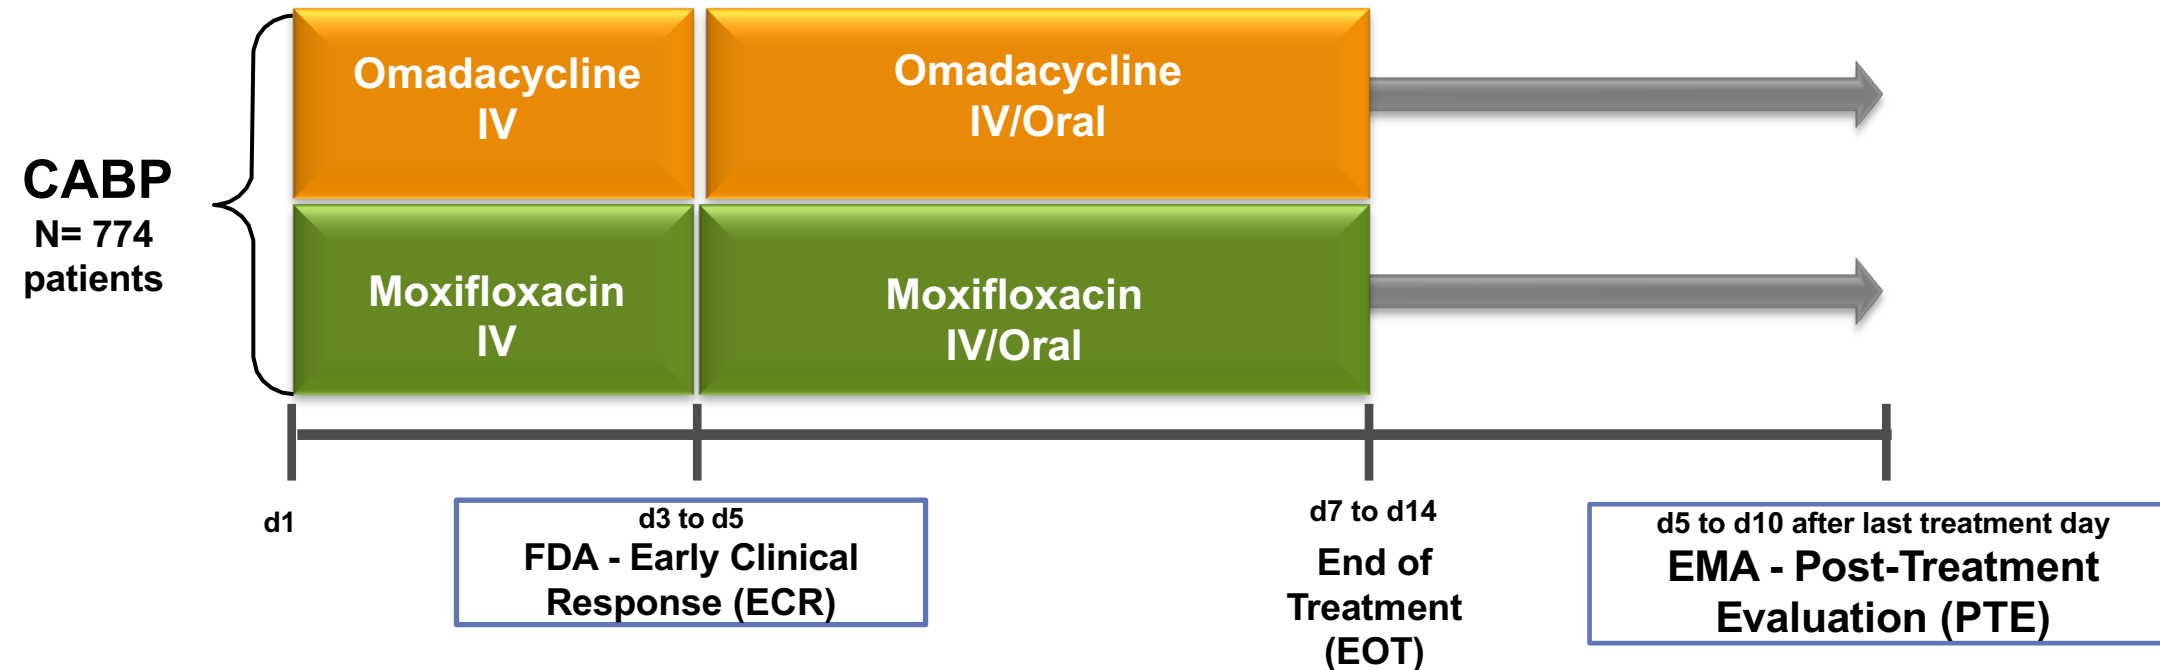 CABP
N= 774
patients
Omadacycline
IV
Omadacycline
IV/Oral
Moxifloxacin
IV
Moxifloxacin
IV/Oral
d1
d3 to d5
FDA - Early Clinical
Response (ECR)
d7 to d14
End of
Treatment
(EOT)
d5 to d10 after last treatment day
EMA - Post-Treatment
Evaluation (PTE)